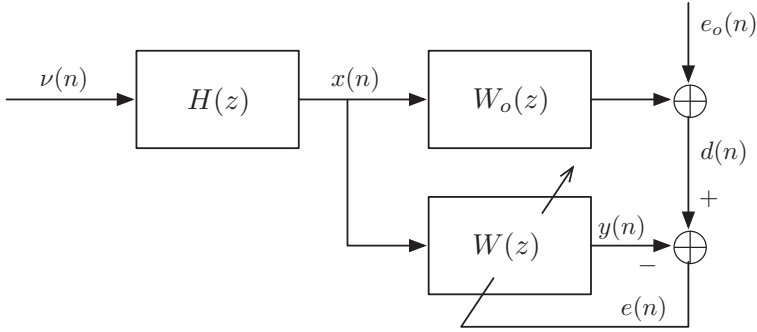 e_o(n)
ν(n)
H(z)
x(n)
W_o(z)
d(n)
+
W(z)
y(n)
−
e(n)